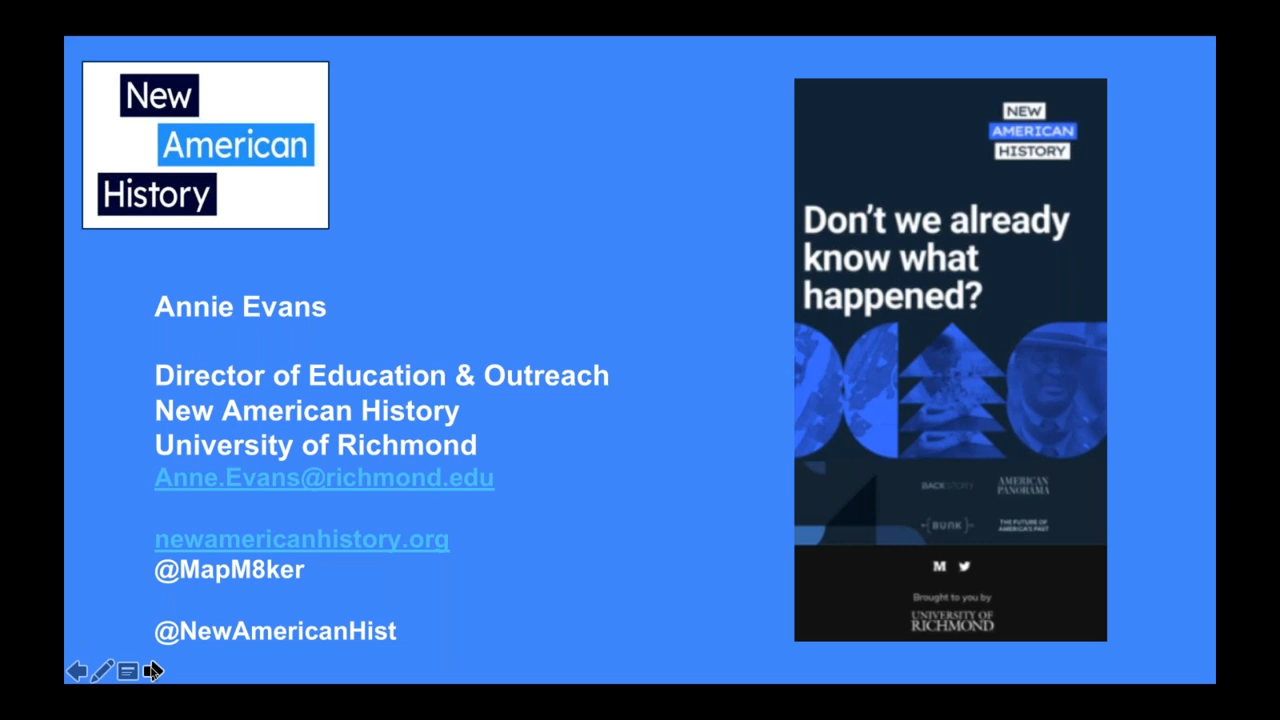 New
American
History
Annie Evans
Director of Education & Outreach
New American History
University of Richmond
Anne.Evans@richmond.edu
newamericanhistory.org
@MapM8ker
@NewAmericanHist
NEW
AMERICAN
HISTORY
Don't we already
know what
happened?
BACKSTORY
AMERICAN
PANORAMA
{BUNK}
THE FUTURE OF
AMERICA'S PAST
M
Brought to you by
UNIVERSITY OF
RICHMOND